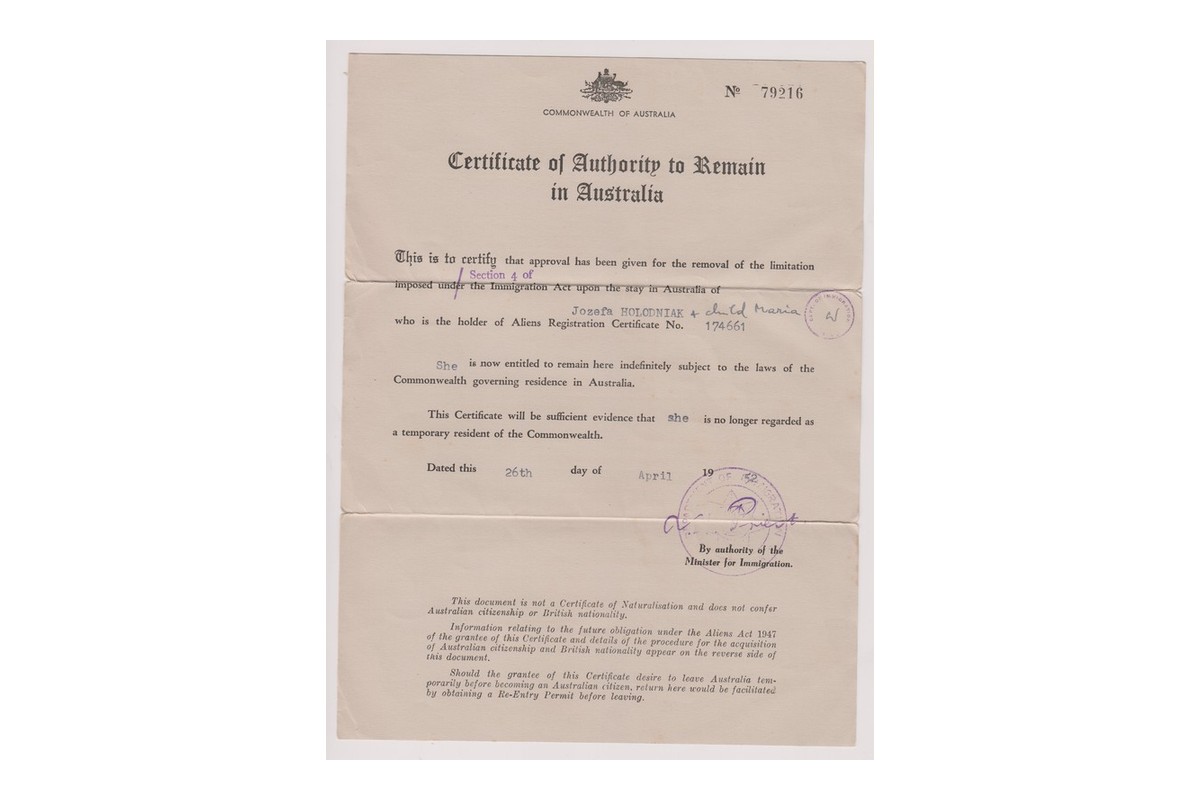 COMMONWEALTH OF AUSTRALIA
Nº 79216
Certificate of Authority to Remain
in Australia
This is to certify that approval has been given for the removal of the limitation
Section 4 of
imposed under / the Immigration Act upon the stay in Australia of
Jozefa HOLODNIAK + child Maria
who is the holder of Aliens Registration Certificate No. 174661
She is now entitled to remain here indefinitely subject to the laws of the
Commonwealth governing residence in Australia.
This Certificate will be sufficient evidence that she is no longer regarded as
a temporary resident of the Commonwealth.
Dated this 26th day of April 19 52
DEPARTMENT OF IMMIGRATION
By authority of the
Minister for Immigration.
This document is not a Certificate of Naturalisation and does not confer
Australian citizenship or British nationality.
Information relating to the future obligation under the Aliens Act 1947
of the grantee of this Certificate and details of the procedure for the acquisition
of Australian citizenship and British nationality appear on the reverse side of
this document.
Should the grantee of this Certificate desire to leave Australia tem-
porarily before becoming an Australian citizen, return here would be facilitated
by obtaining a Re-Entry Permit before leaving.